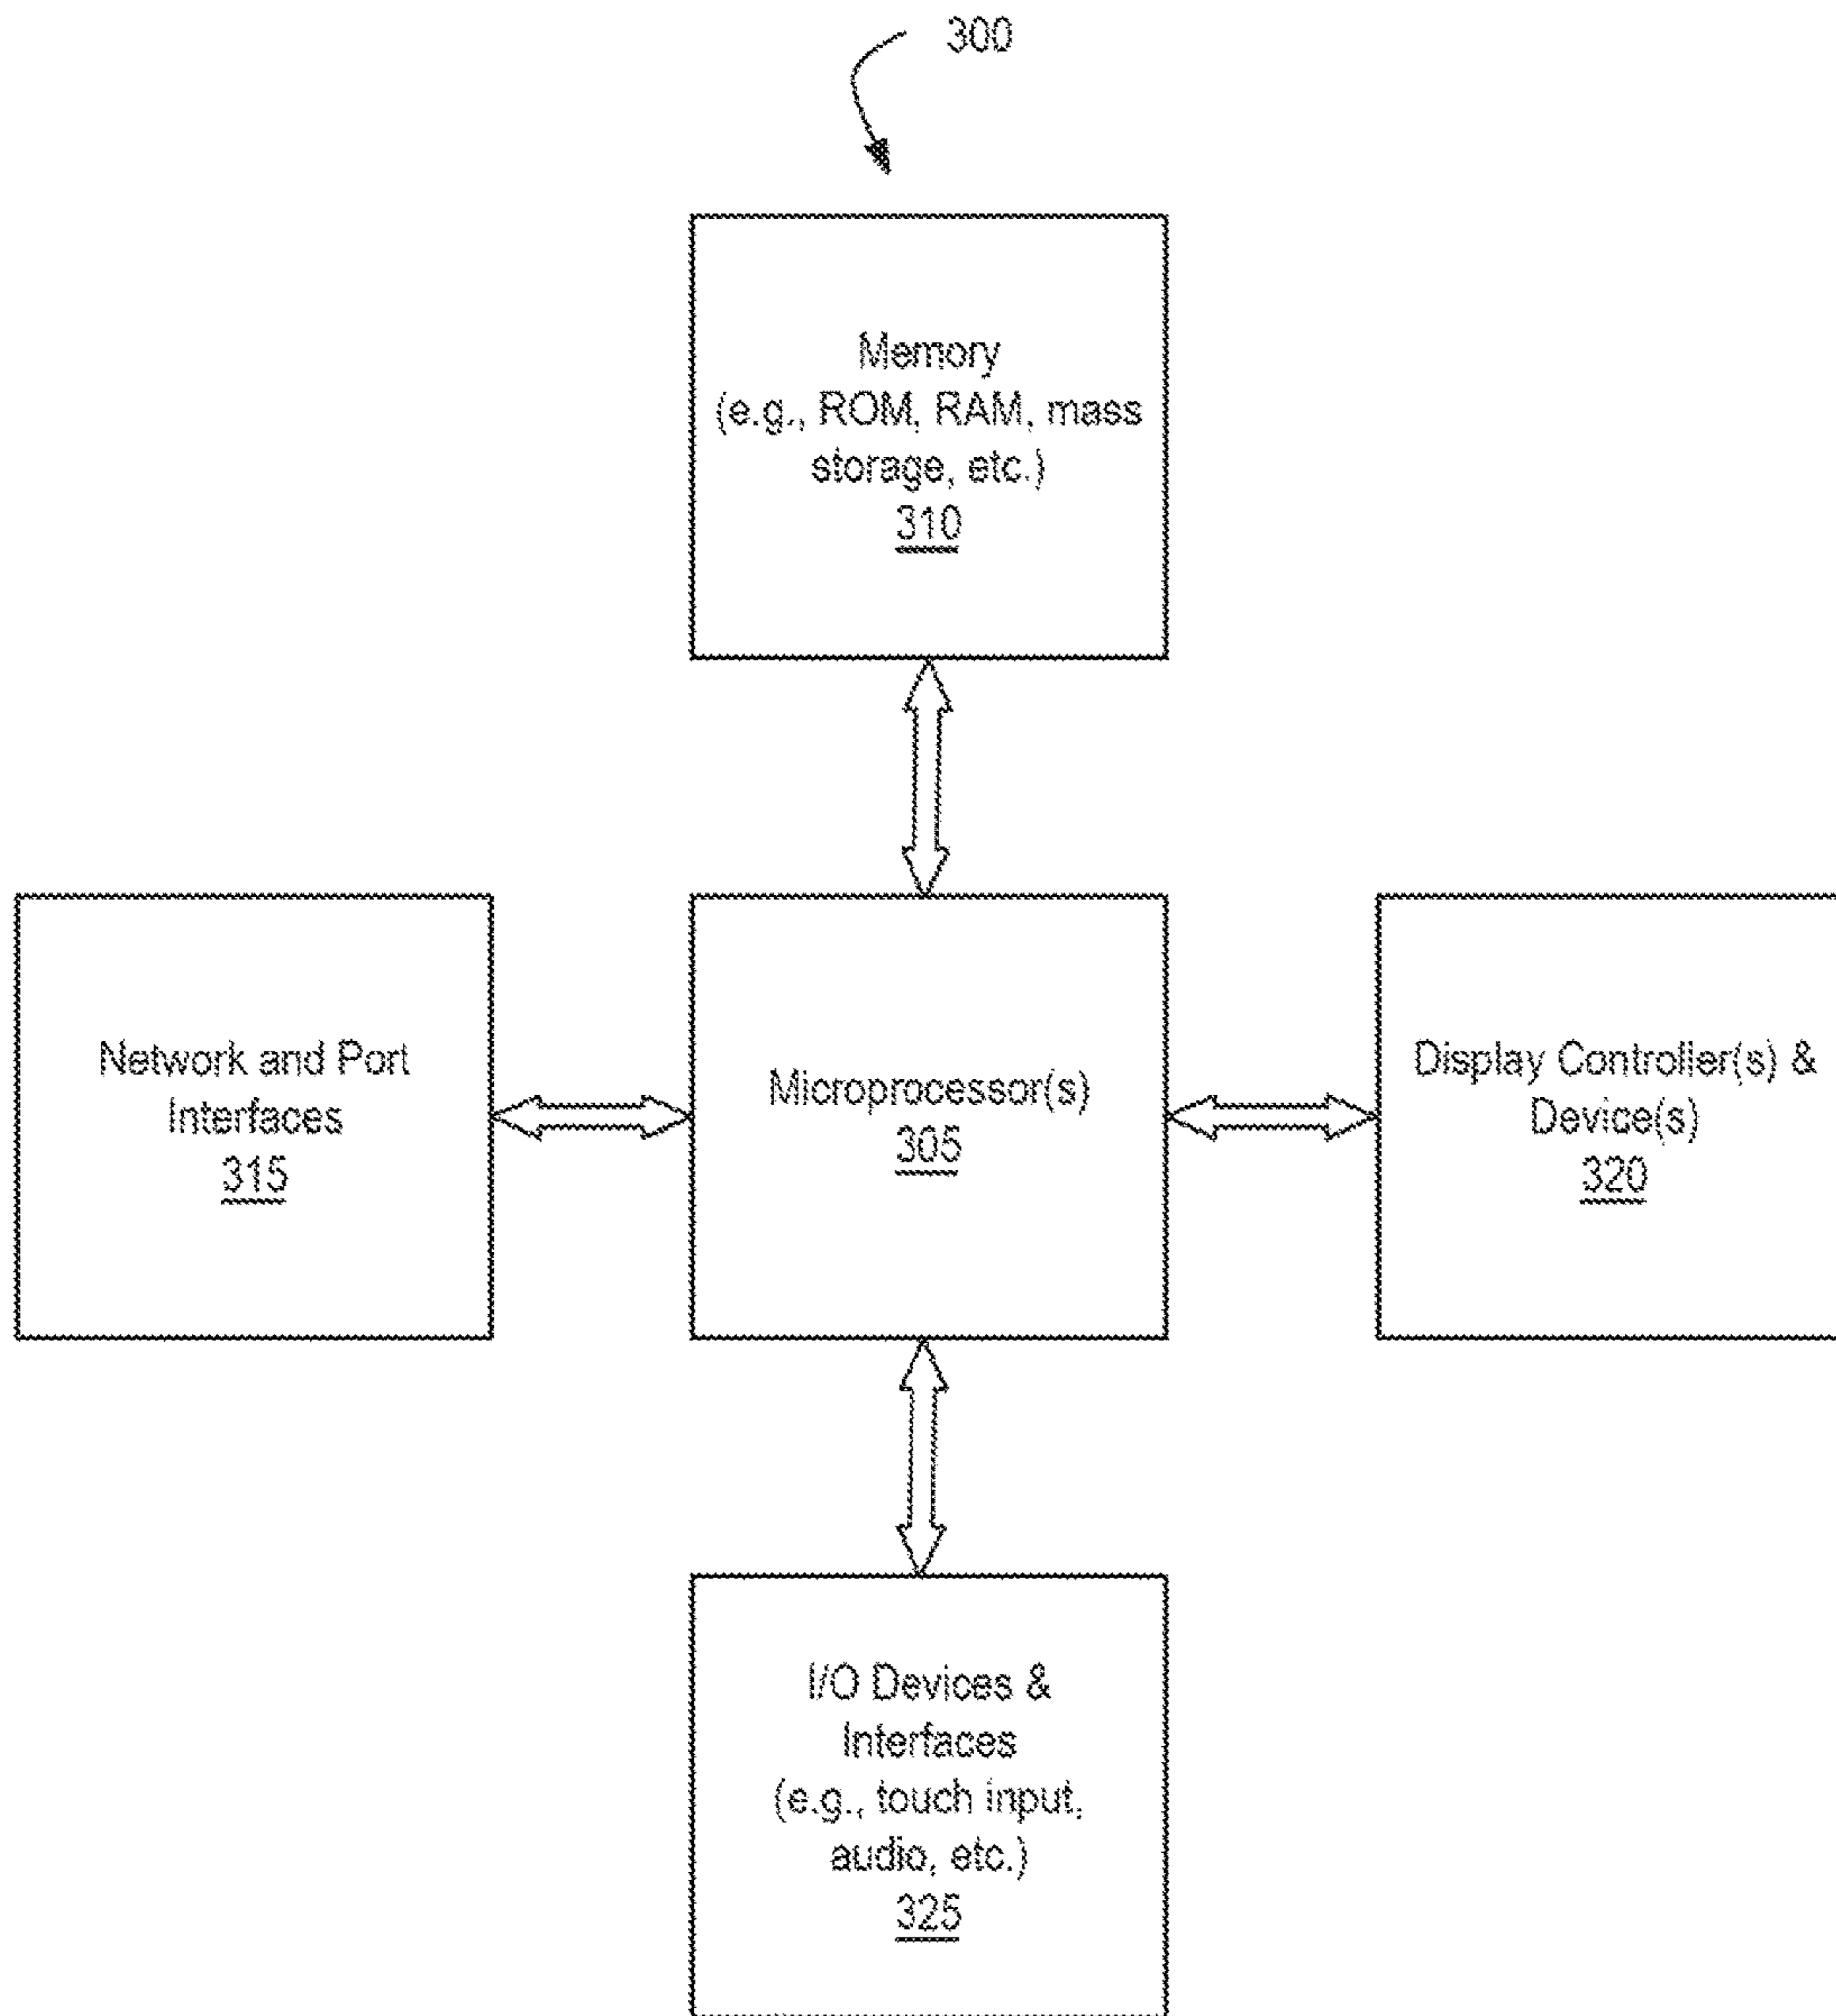 300
Memory
(e.g., ROM, RAM, mass
storage, etc.)
310
Network and Port
Interfaces
315
Microprocessor(s)
305
Display Controller(s) &
Device(s)
320
I/O Devices &
Interfaces
(e.g., touch input,
audio, etc.)
325